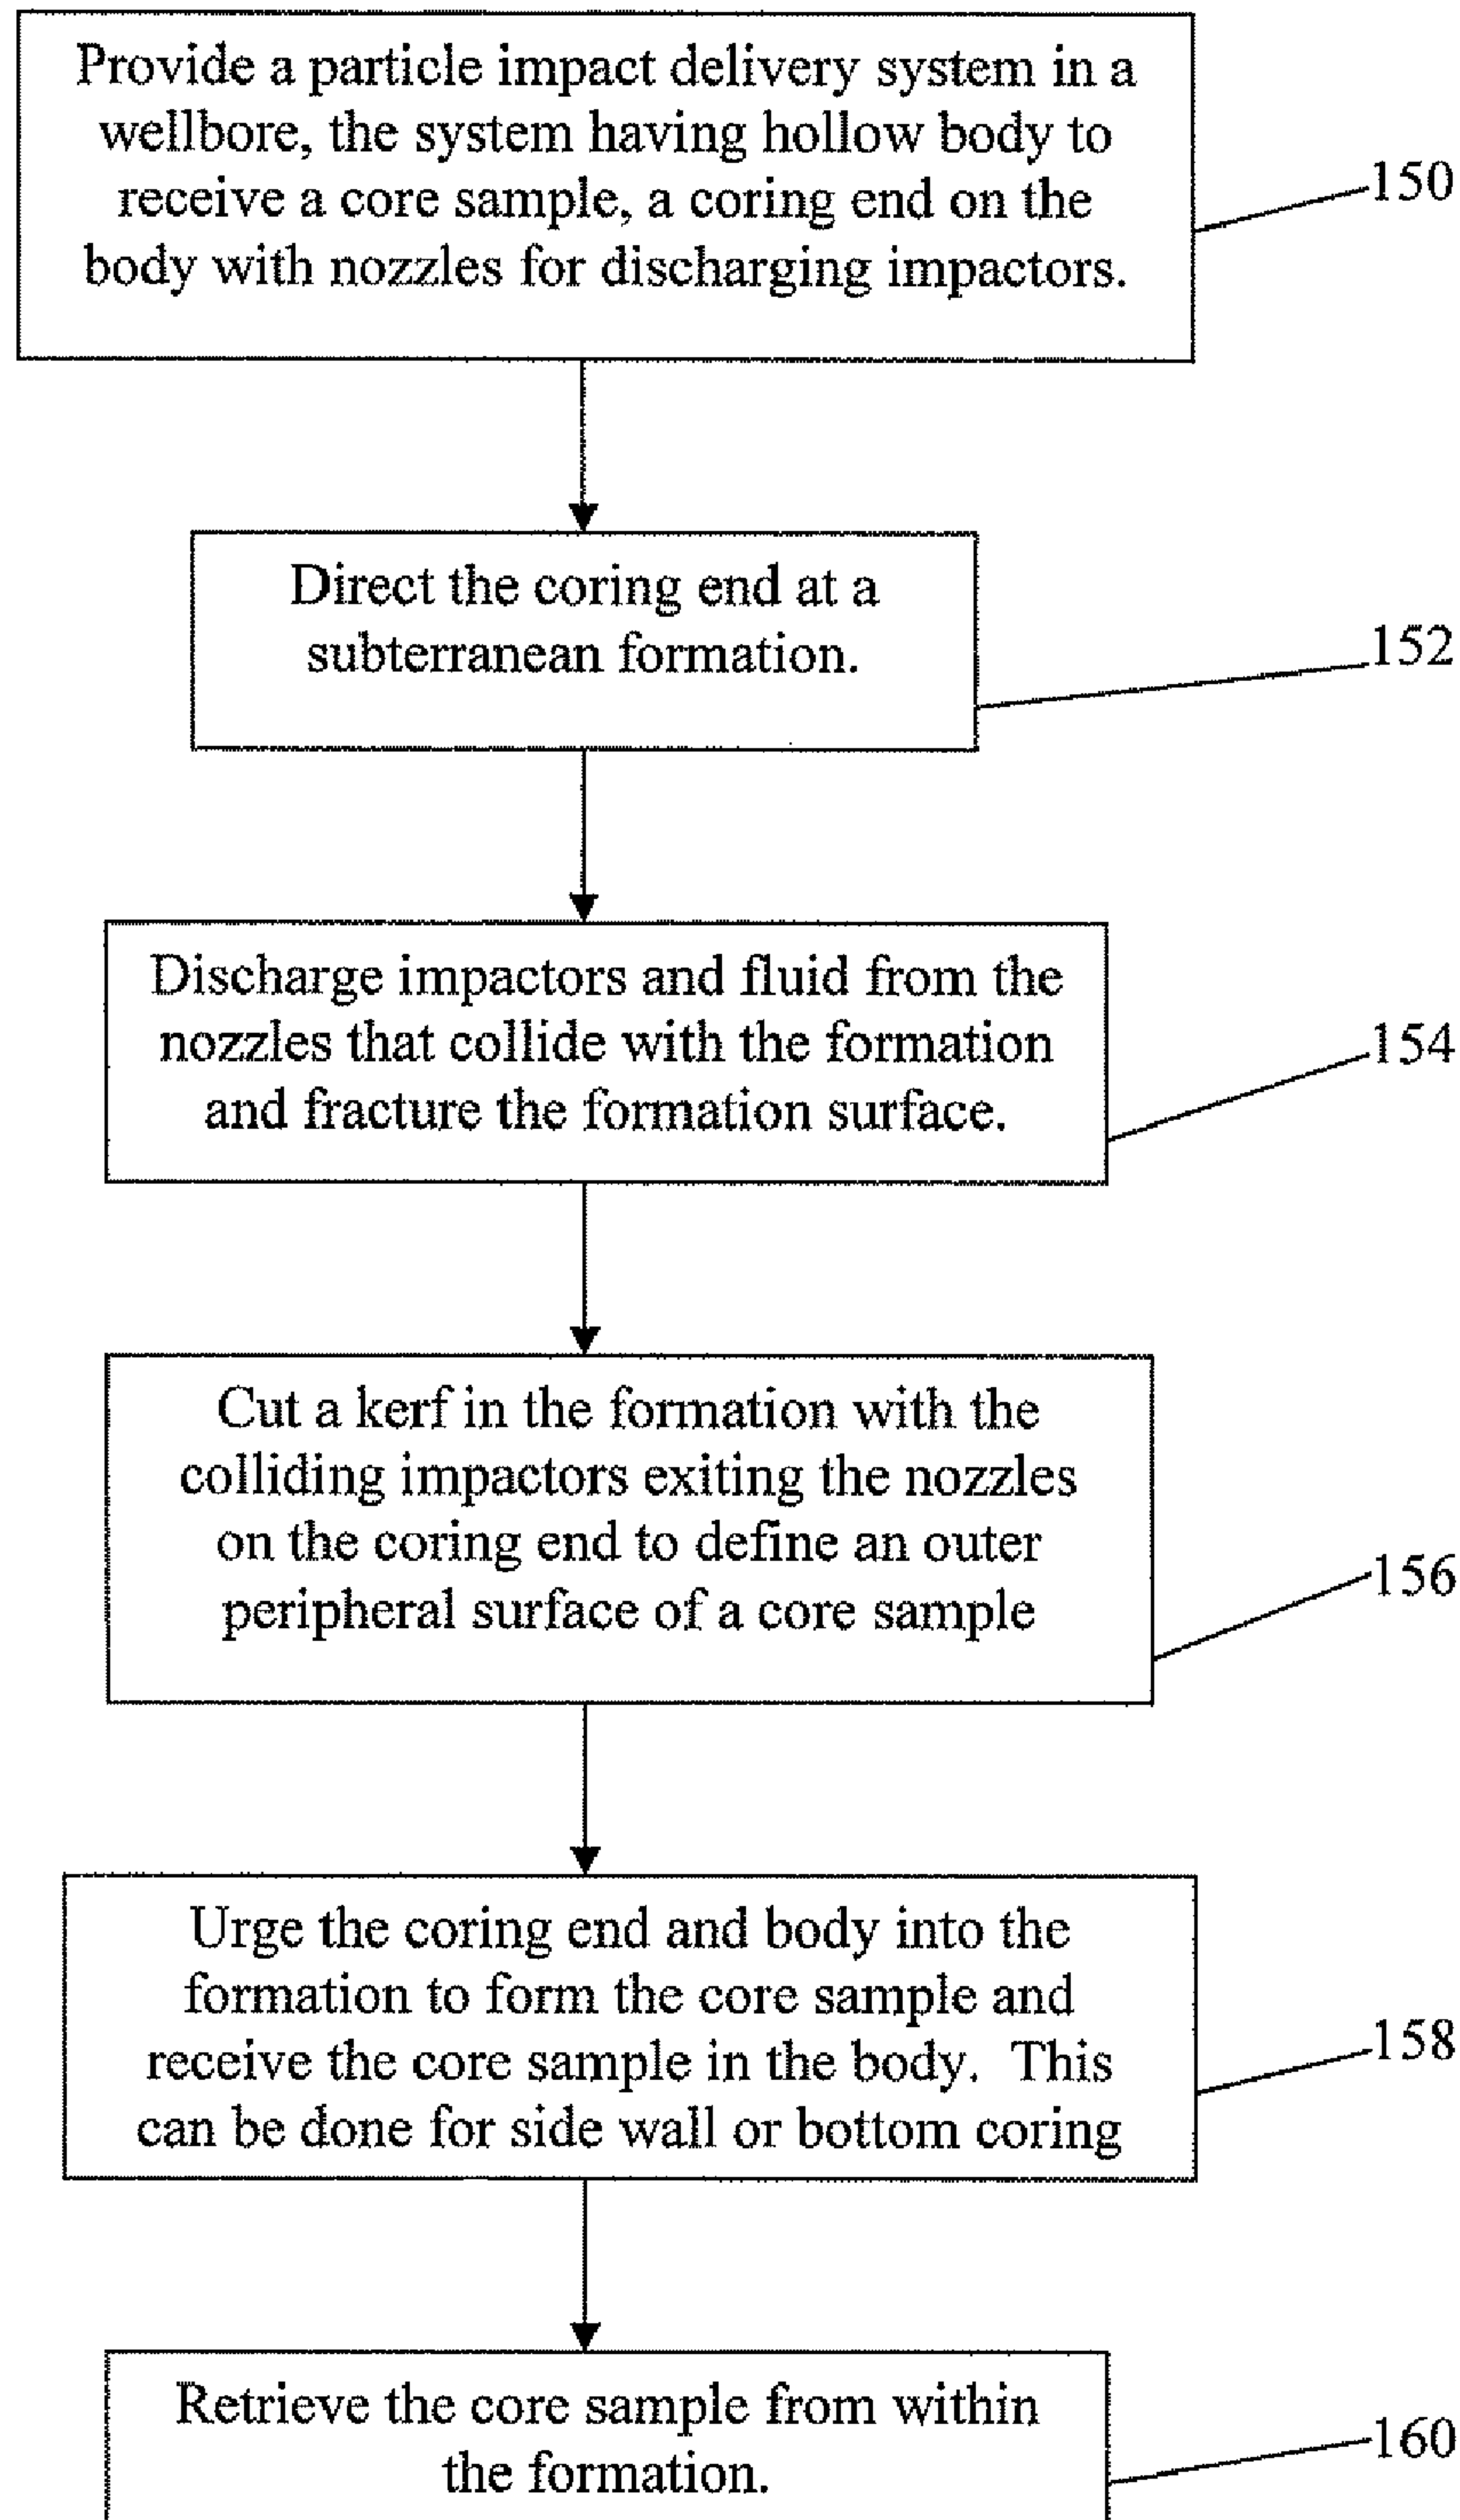 Provide a particle impact delivery system in a
wellbore, the system having hollow body to
receive a core sample, a coring end on the
body with nozzles for discharging impactors.
150
Direct the coring end at a
subterranean formation.
152
Discharge impactors and fluid from the
nozzles that collide with the formation
and fracture the formation surface.
154
Cut a kerf in the formation with the
colliding impactors exiting the nozzles
on the coring end to define an outer
peripheral surface of a core sample
156
Urge the coring end and body into the
formation to form the core sample and
receive the core sample in the body. This
can be done for side wall or bottom coring
158
Retrieve the core sample from within
the formation.
160